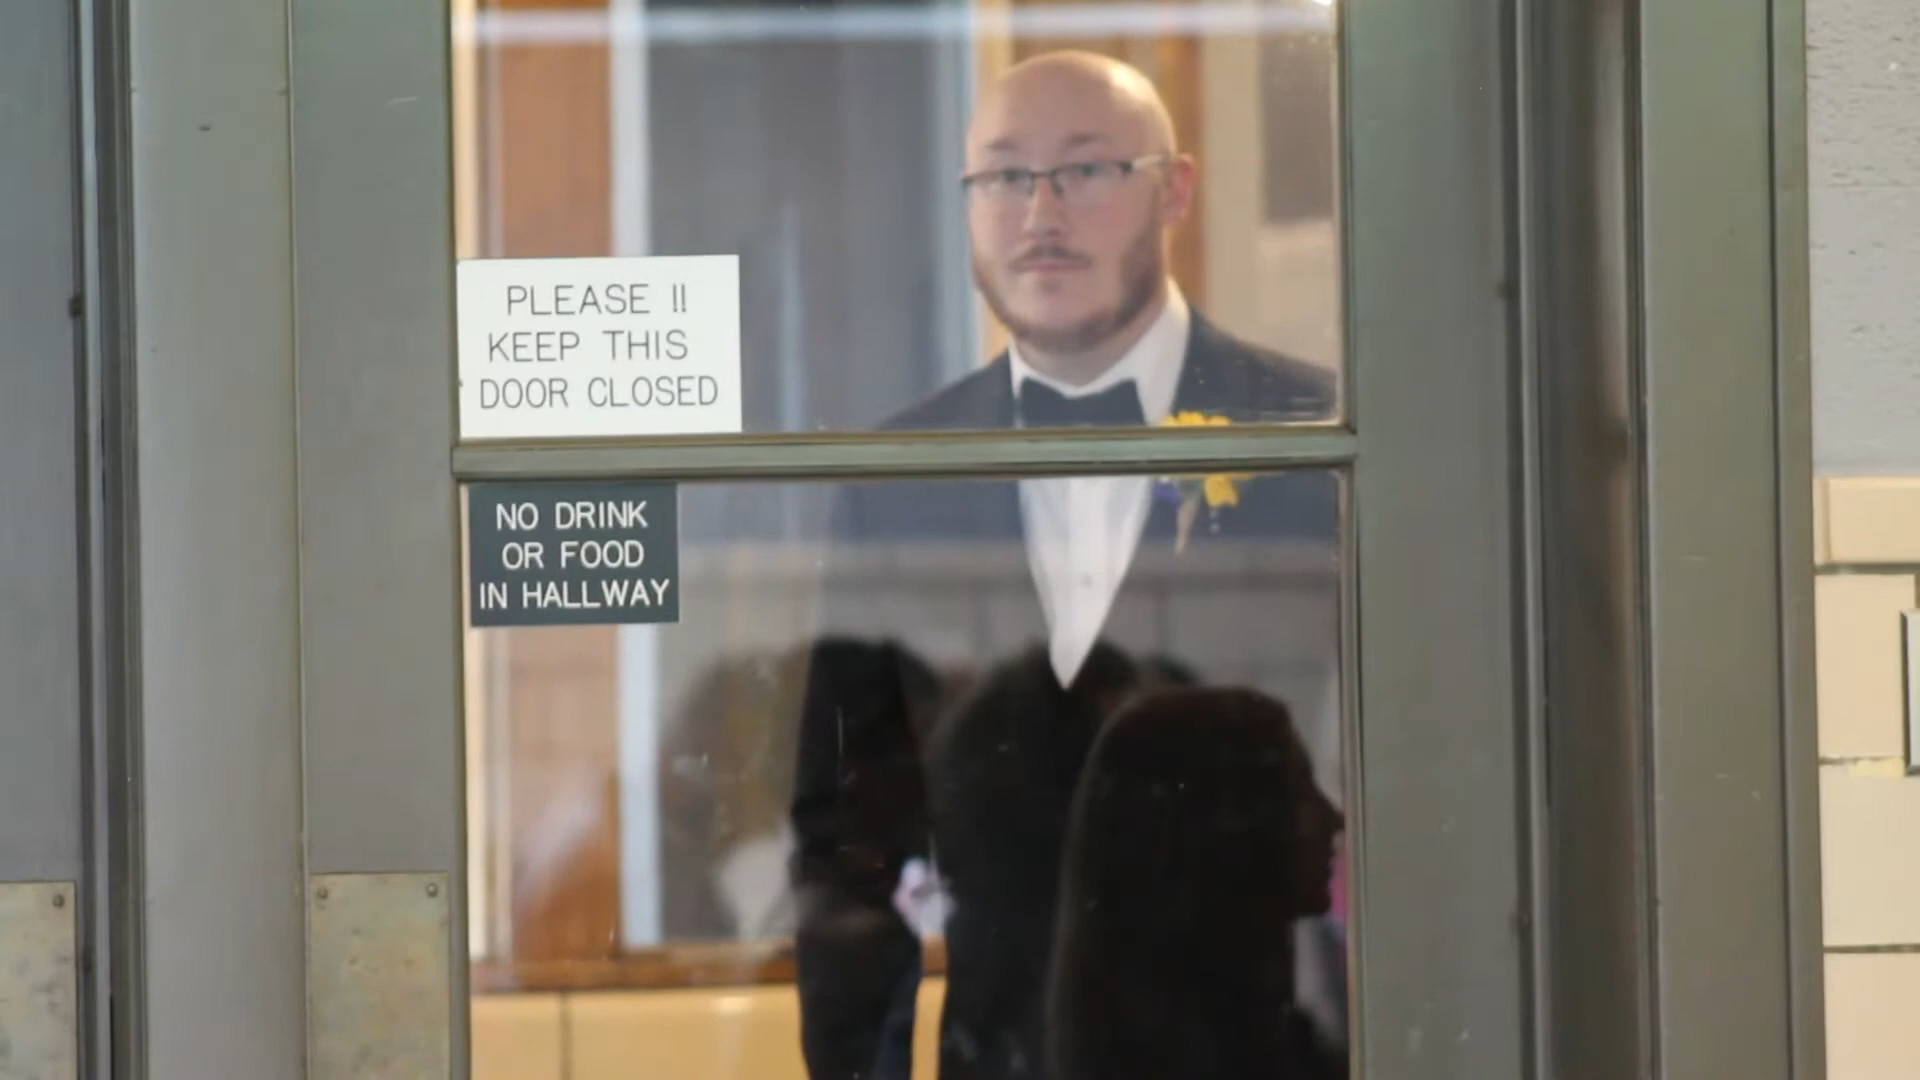 PLEASE !!
KEEP THIS
DOOR CLOSED
NO DRINK
OR FOOD
IN HALLWAY